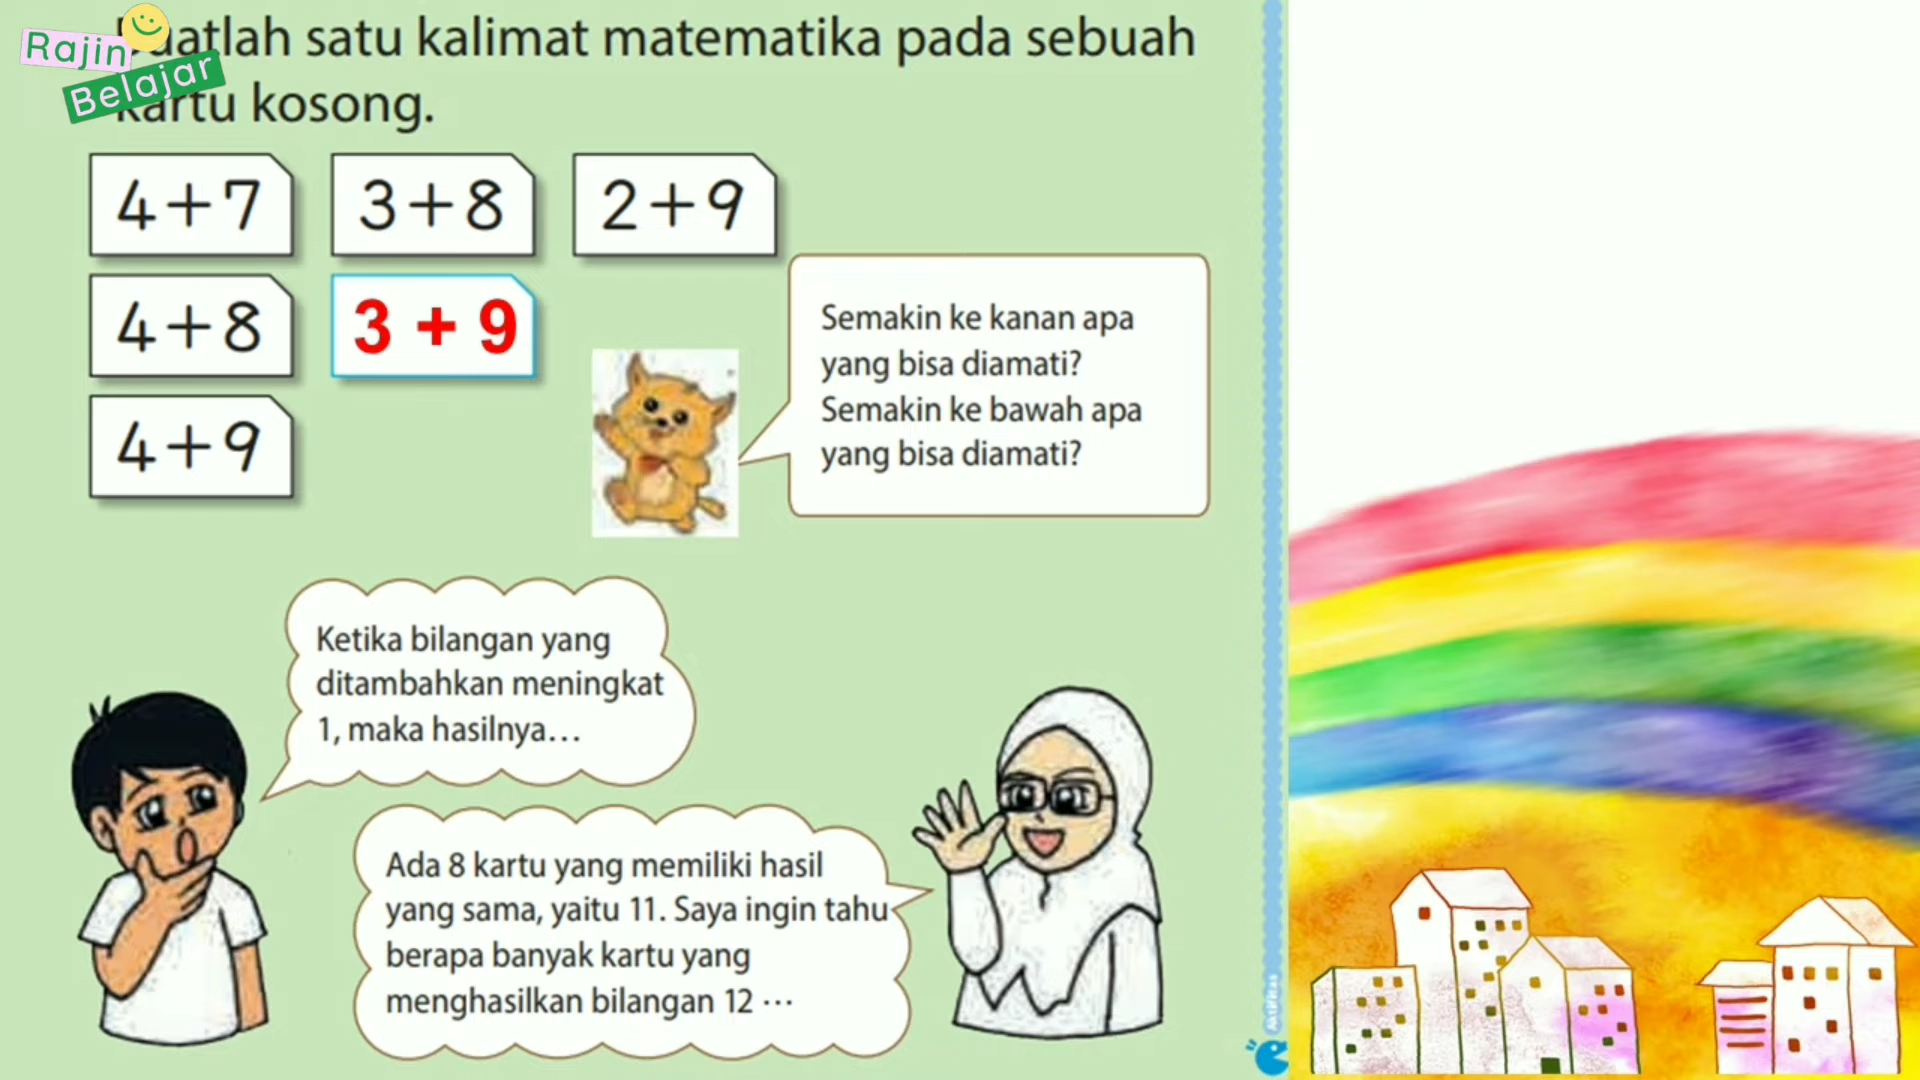 Rajin
Belajar
Buatlah satu kalimat matematika pada sebuah
kartu kosong.
4+7 3+8 2+9
4+8 3 + 9
4+9
Semakin ke kanan apa
yang bisa diamati?
Semakin ke bawah apa
yang bisa diamati?
Ketika bilangan yang
ditambahkan meningkat
1, maka hasilnya…
Ada 8 kartu yang memiliki hasil
yang sama, yaitu 11. Saya ingin tahu
berapa banyak kartu yang
menghasilkan bilangan 12 …
Aktifitas